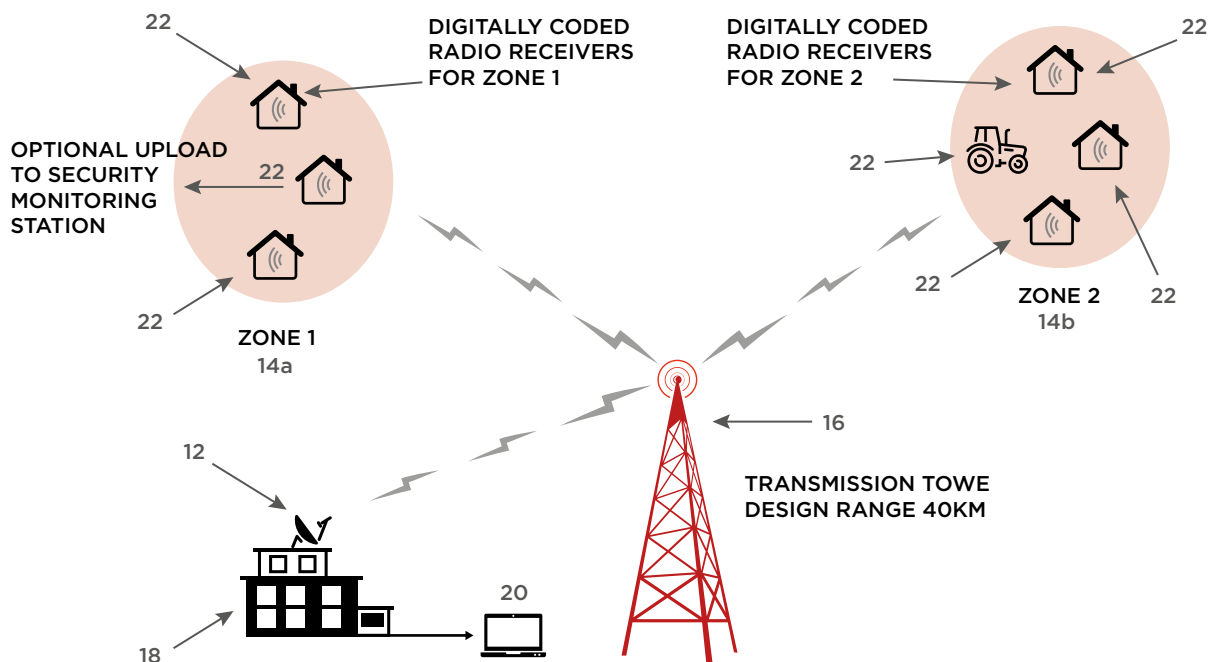 22
DIGITALLY CODED
RADIO RECEIVERS
FOR ZONE 1
DIGITALLY CODED
RADIO RECEIVERS
FOR ZONE 2
22
OPTIONAL UPLOAD
TO SECURITY
MONITORING
STATION
22
22
22
ZONE 1
14a
22
22
ZONE 2
14b
16
12
TRANSMISSION TOWE
DESIGN RANGE 40KM
20
18